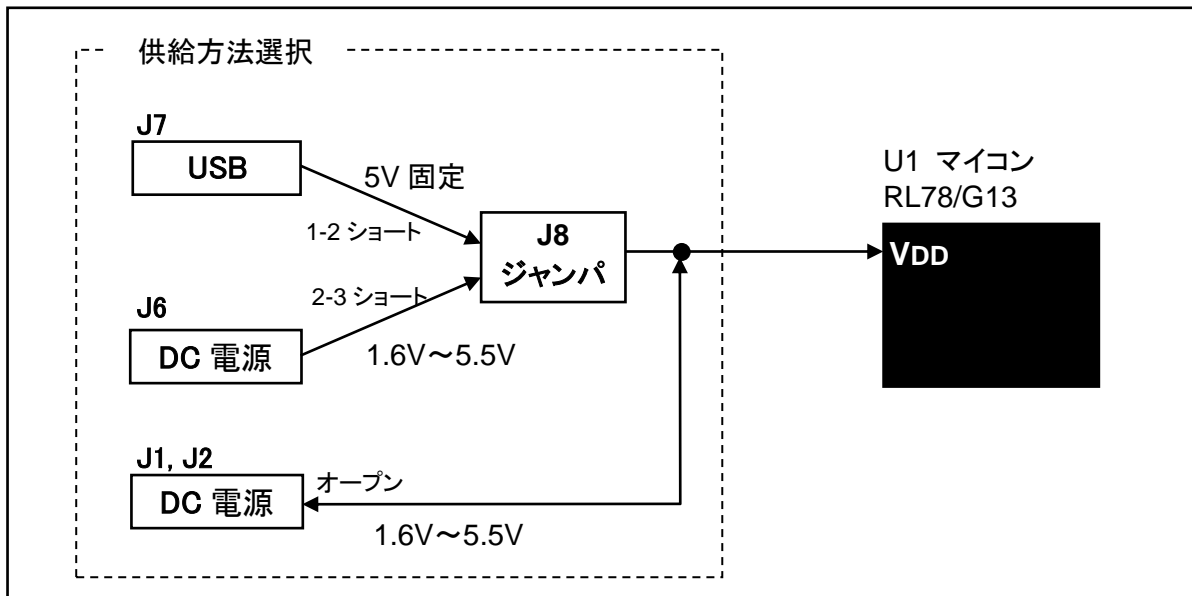 供給方法選択
J7
USB
5V 固定
1-2 ショート
J8
ジャンパ
U1 マイコン
RL78/G13
VDD
2-3 ショート
J6
DC 電源
1.6V～5.5V
J1, J2
DC 電源
オープン
1.6V～5.5V